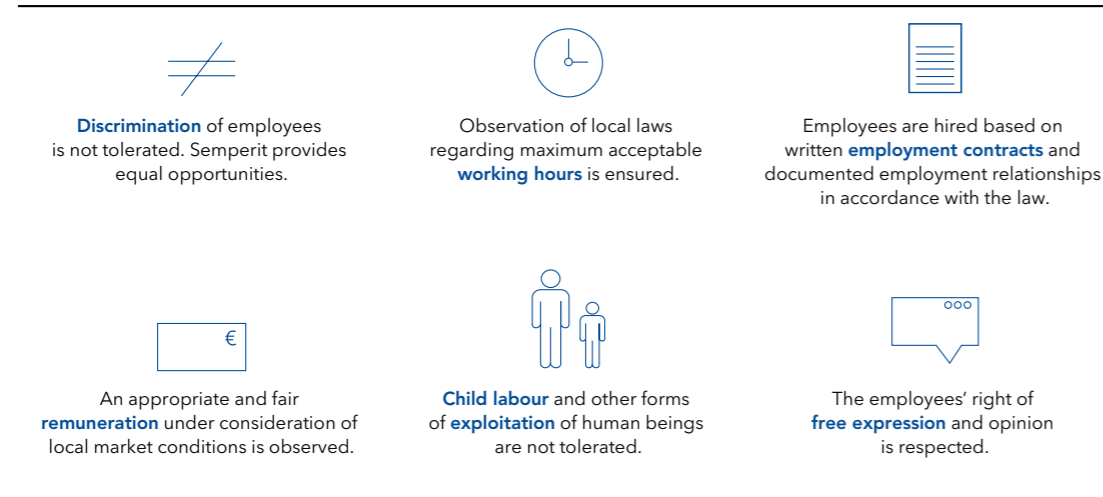 Discrimination of employees
is not tolerated. Semperit provides
equal opportunities.
Observation of local laws
regarding maximum acceptable
working hours is ensured.
Employees are hired based on
written employment contracts and
documented employment relationships
in accordance with the law.
€
An appropriate and fair
remuneration under consideration of
local market conditions is observed.
Child labour and other forms
of exploitation of human beings
are not tolerated.
The employees’ right of
free expression and opinion
is respected.